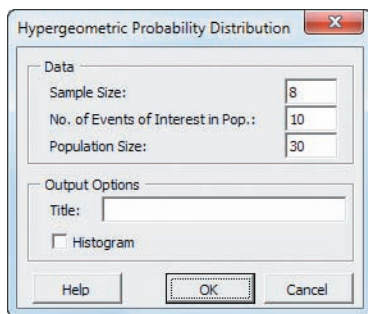 Hypergeometric Probability Distribution
Data
Sample Size: 8
No. of Events of Interest in Pop.: 10
Population Size: 30
Output Options
Title:
Histogram
Help OK Cancel